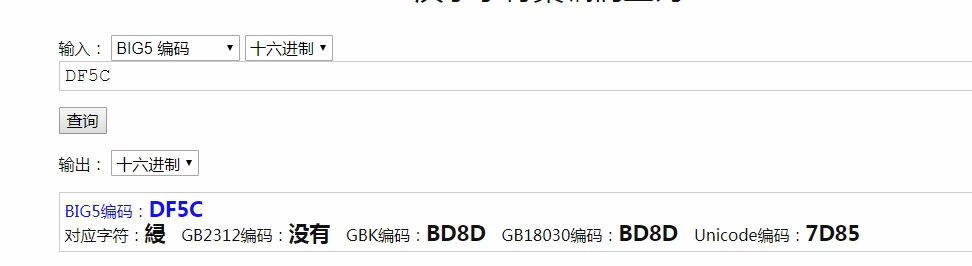 输入： BIG5 编码 十六进制
DF5C
查询
输出： 十六进制
BIG5编码：DF5C
对应字符：綅 GB2312编码：没有 GBK编码：BD8D GB18030编码：BD8D Unicode编码：7D85